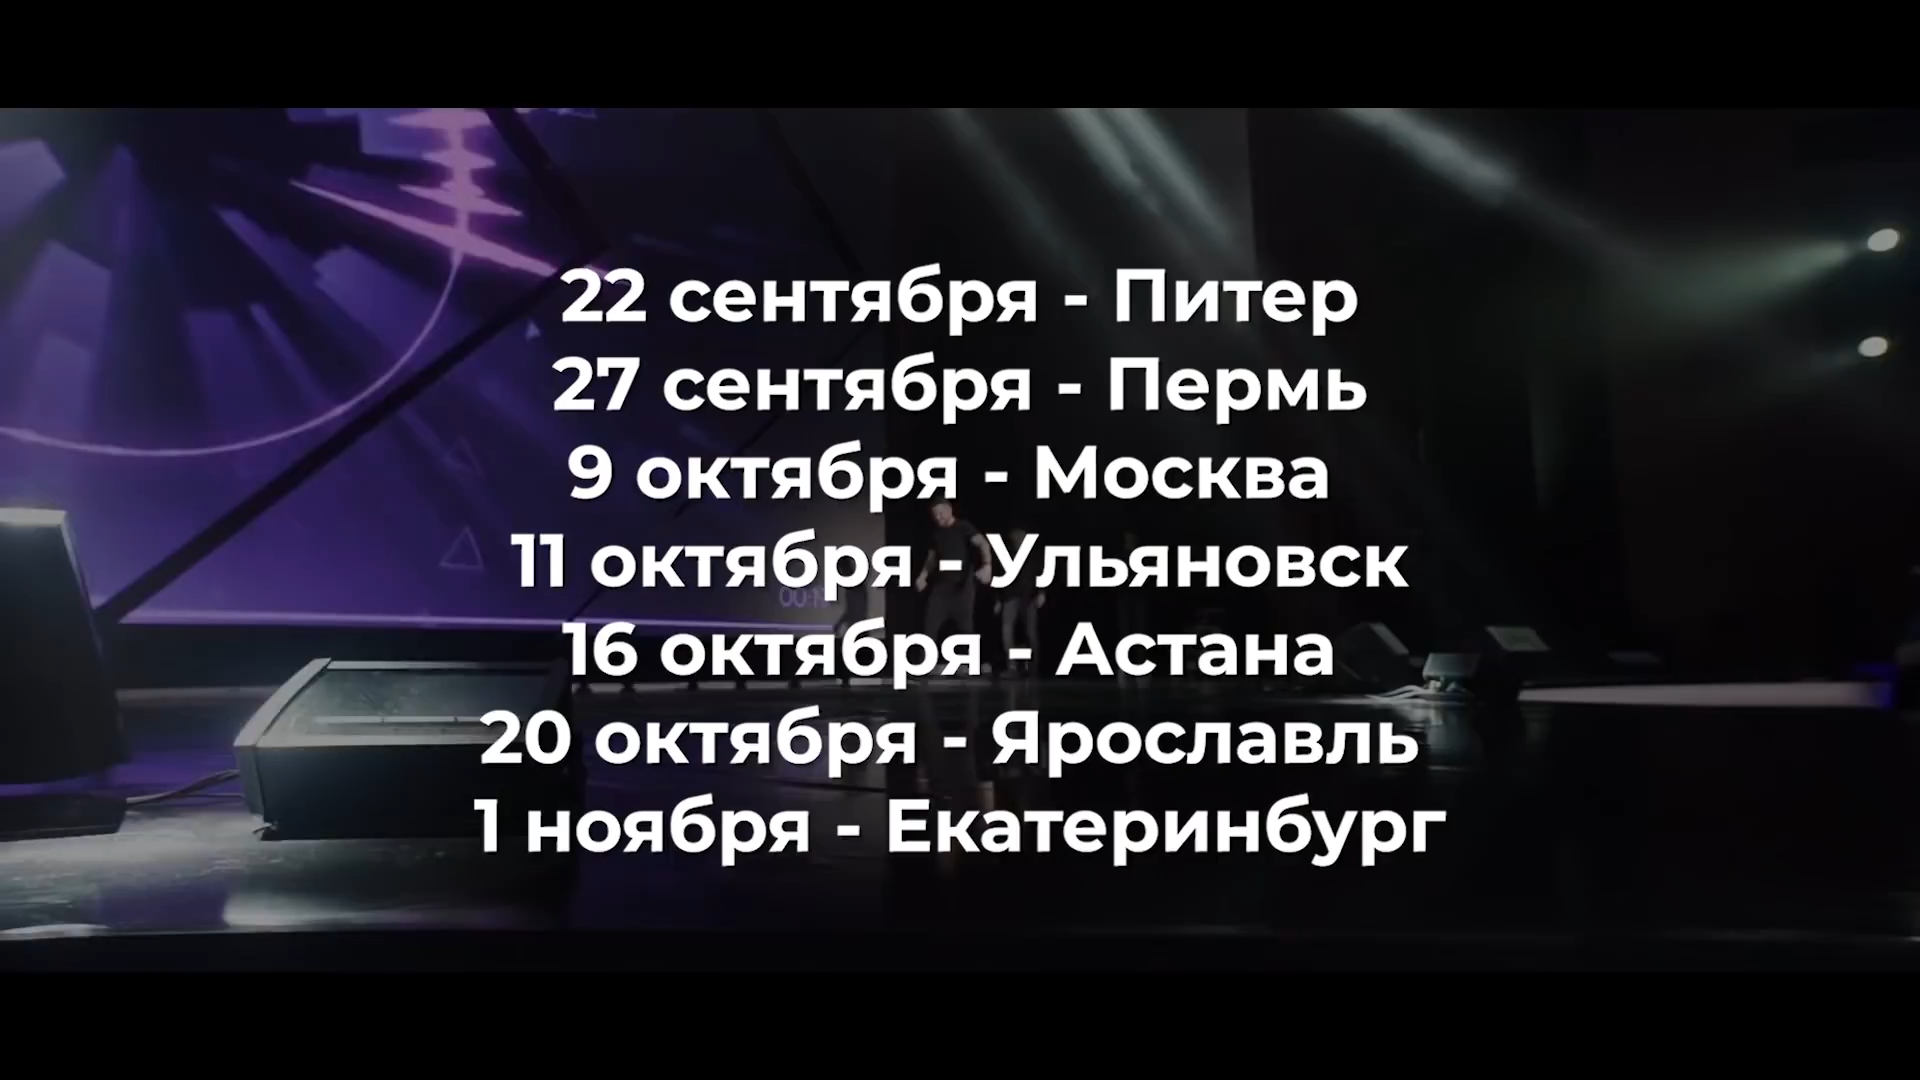 22 сентября - Питер
27 сентября - Пермь
9 октября - Москва
11 октября - Ульяновск
16 октября - Астана
20 октября - Ярославль
1 ноября - Екатеринбург